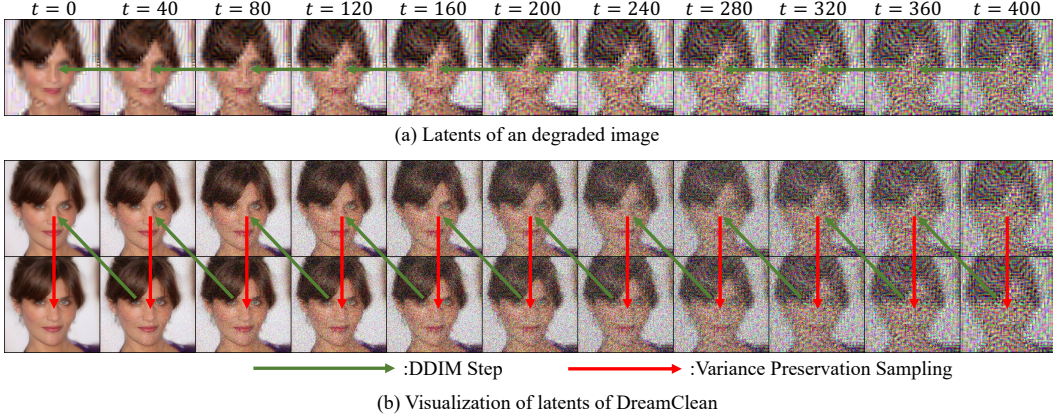 t = 0 t = 40 t = 80 t = 120 t = 160 t = 200 t = 240 t = 280 t = 320 t = 360 t = 400
(a) Latents of an degraded image
:DDIM Step :Variance Preservation Sampling
(b) Visualization of latents of DreamClean